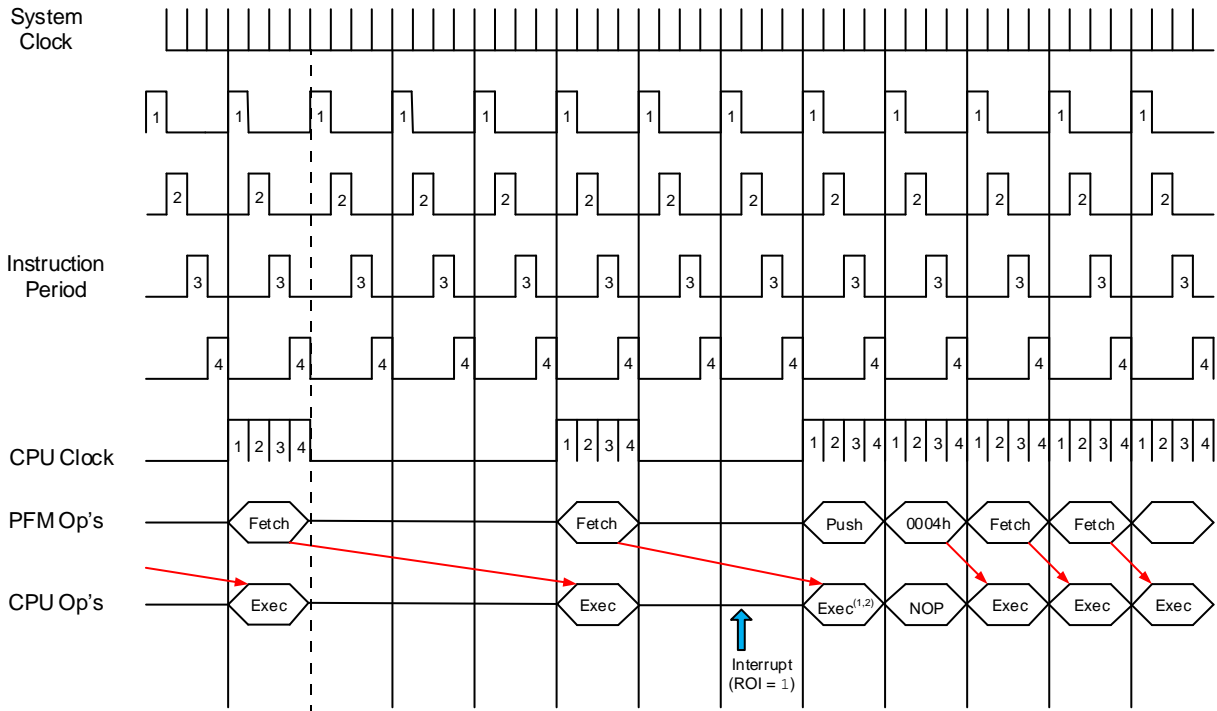 System
Clock
1 1 1 1 1 1 1 1 1 1 1 1 1
2 2 2 2 2 2 2 2 2 2 2 2 2
Instruction
Period
3 3 3 3 3 3 3 3 3 3 3 3 3
4 4 4 4 4 4 4 4 4 4 4 4 4
CPU Clock
1 2 3 4 1 2 3 4 1 2 3 4 1 2 3 4 1 2 3 4 1 2 3 4 1 2 3 4
PFM Op's
Fetch Fetch Push 0004h Fetch Fetch
CPU Op's
Exec Exec Exec(1,2) NOP Exec Exec Exec
Interrupt
(ROI = 1)